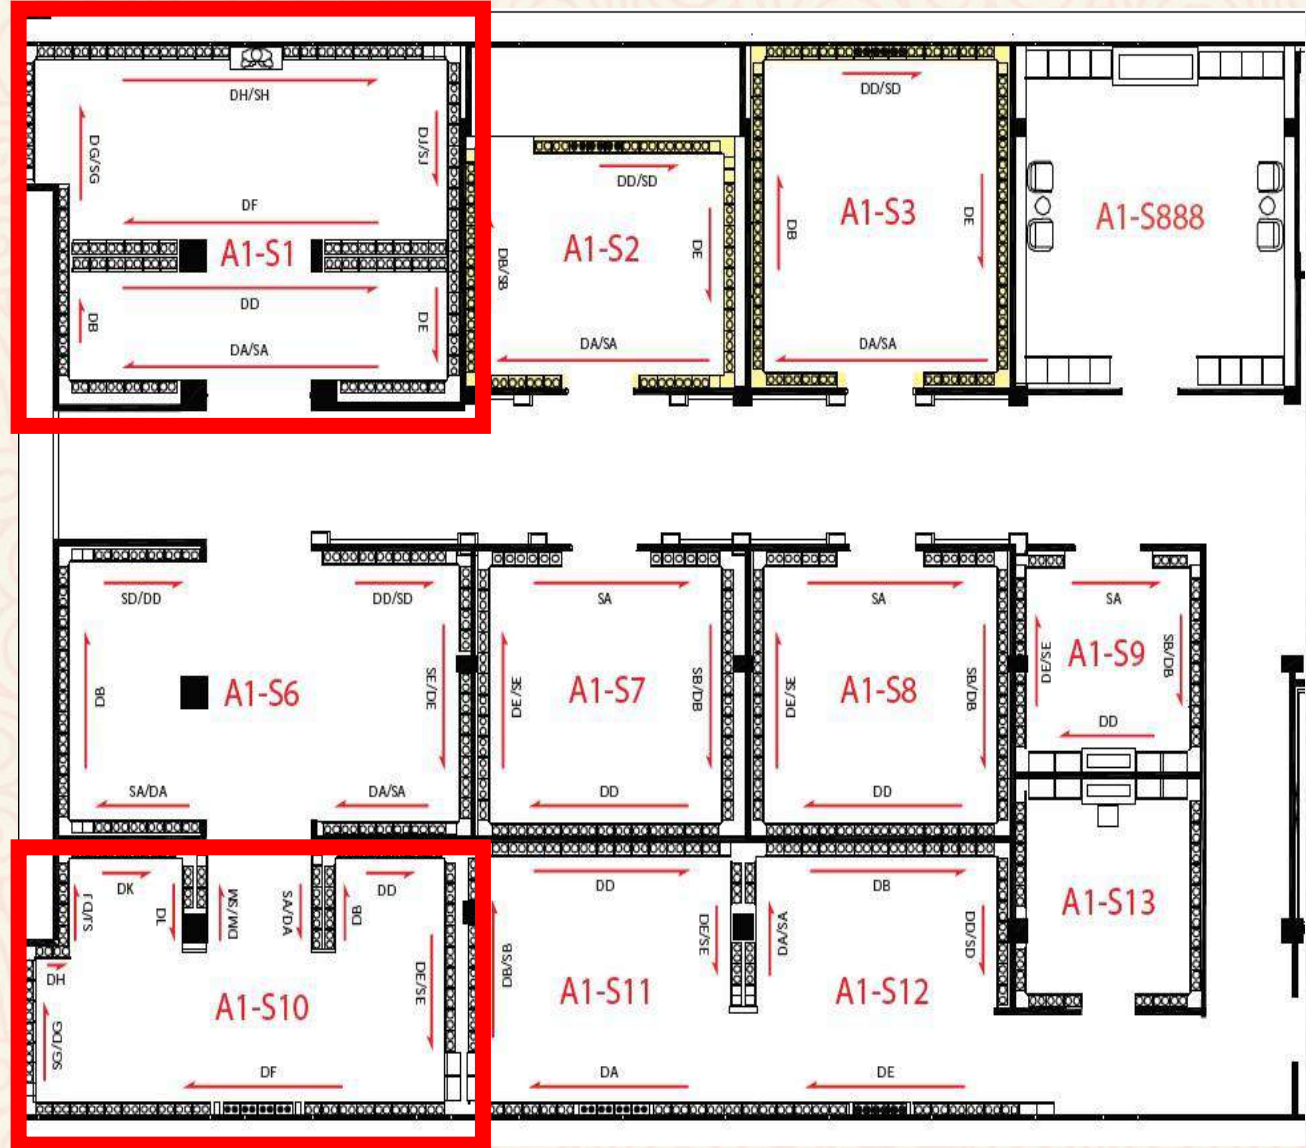 DH/SH
DG/SG
DJ/SJ
DF
A1-S1
DD
DB
DE
DA/SA
DD/SD
DB/SB
A1-S2
DE
DA/SA
DD/SD
DB
A1-S3
DE
DA/SA
A1-S888
SD/DD
DD/SD
DB
A1-S6
SE/DE
SA/DA
DA/SA
SA
DE/SE
A1-S7
SB/DB
DD
SA
DE/SE
A1-S8
SB/DB
DD
SA
DE/SE
A1-S9
SB/DB
DD
DK
SJ/DJ
DL
DM/SM
SA/DA
DB
DD
DH
SG/DG
A1-S10
DE/SE
DF
DD
DB/SB
A1-S11
DE/SE
DA
DB
DA/SA
A1-S12
DD/SD
DE
A1-S13